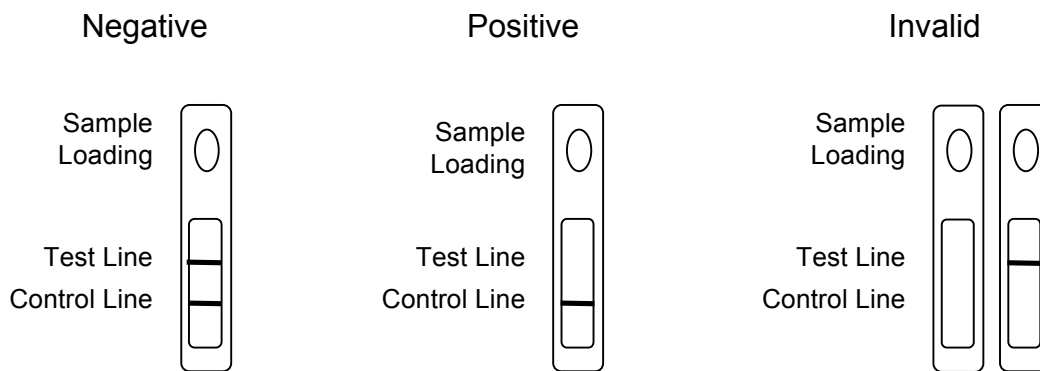 Negative
Sample
Loading
Test Line
Control Line
Positive
Sample
Loading
Test Line
Control Line
Invalid
Sample
Loading
Test Line
Control Line